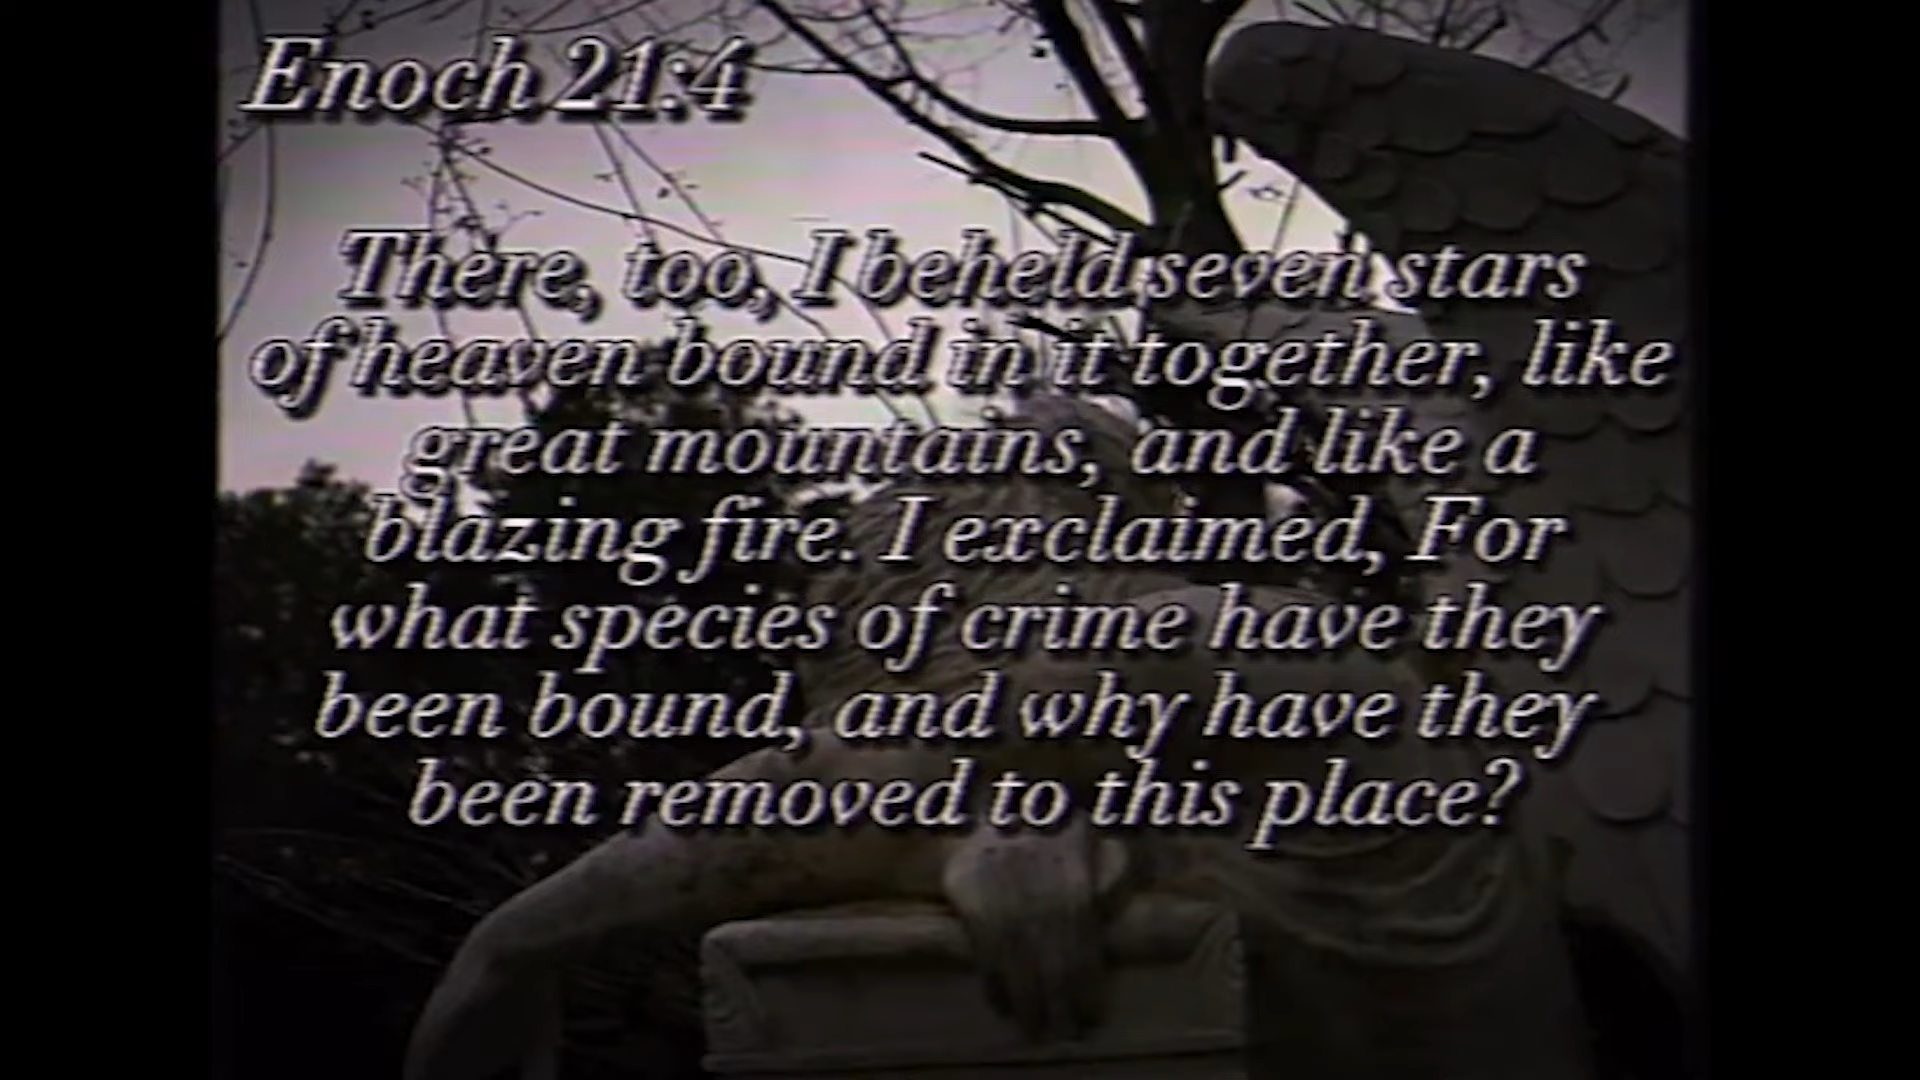 Enoch 21:4
There, too, I beheld seven stars
of heaven bound in it together, like
great mountains, and like a
blazing fire. I exclaimed, For
what species of crime have they
been bound, and why have they
been removed to this place?